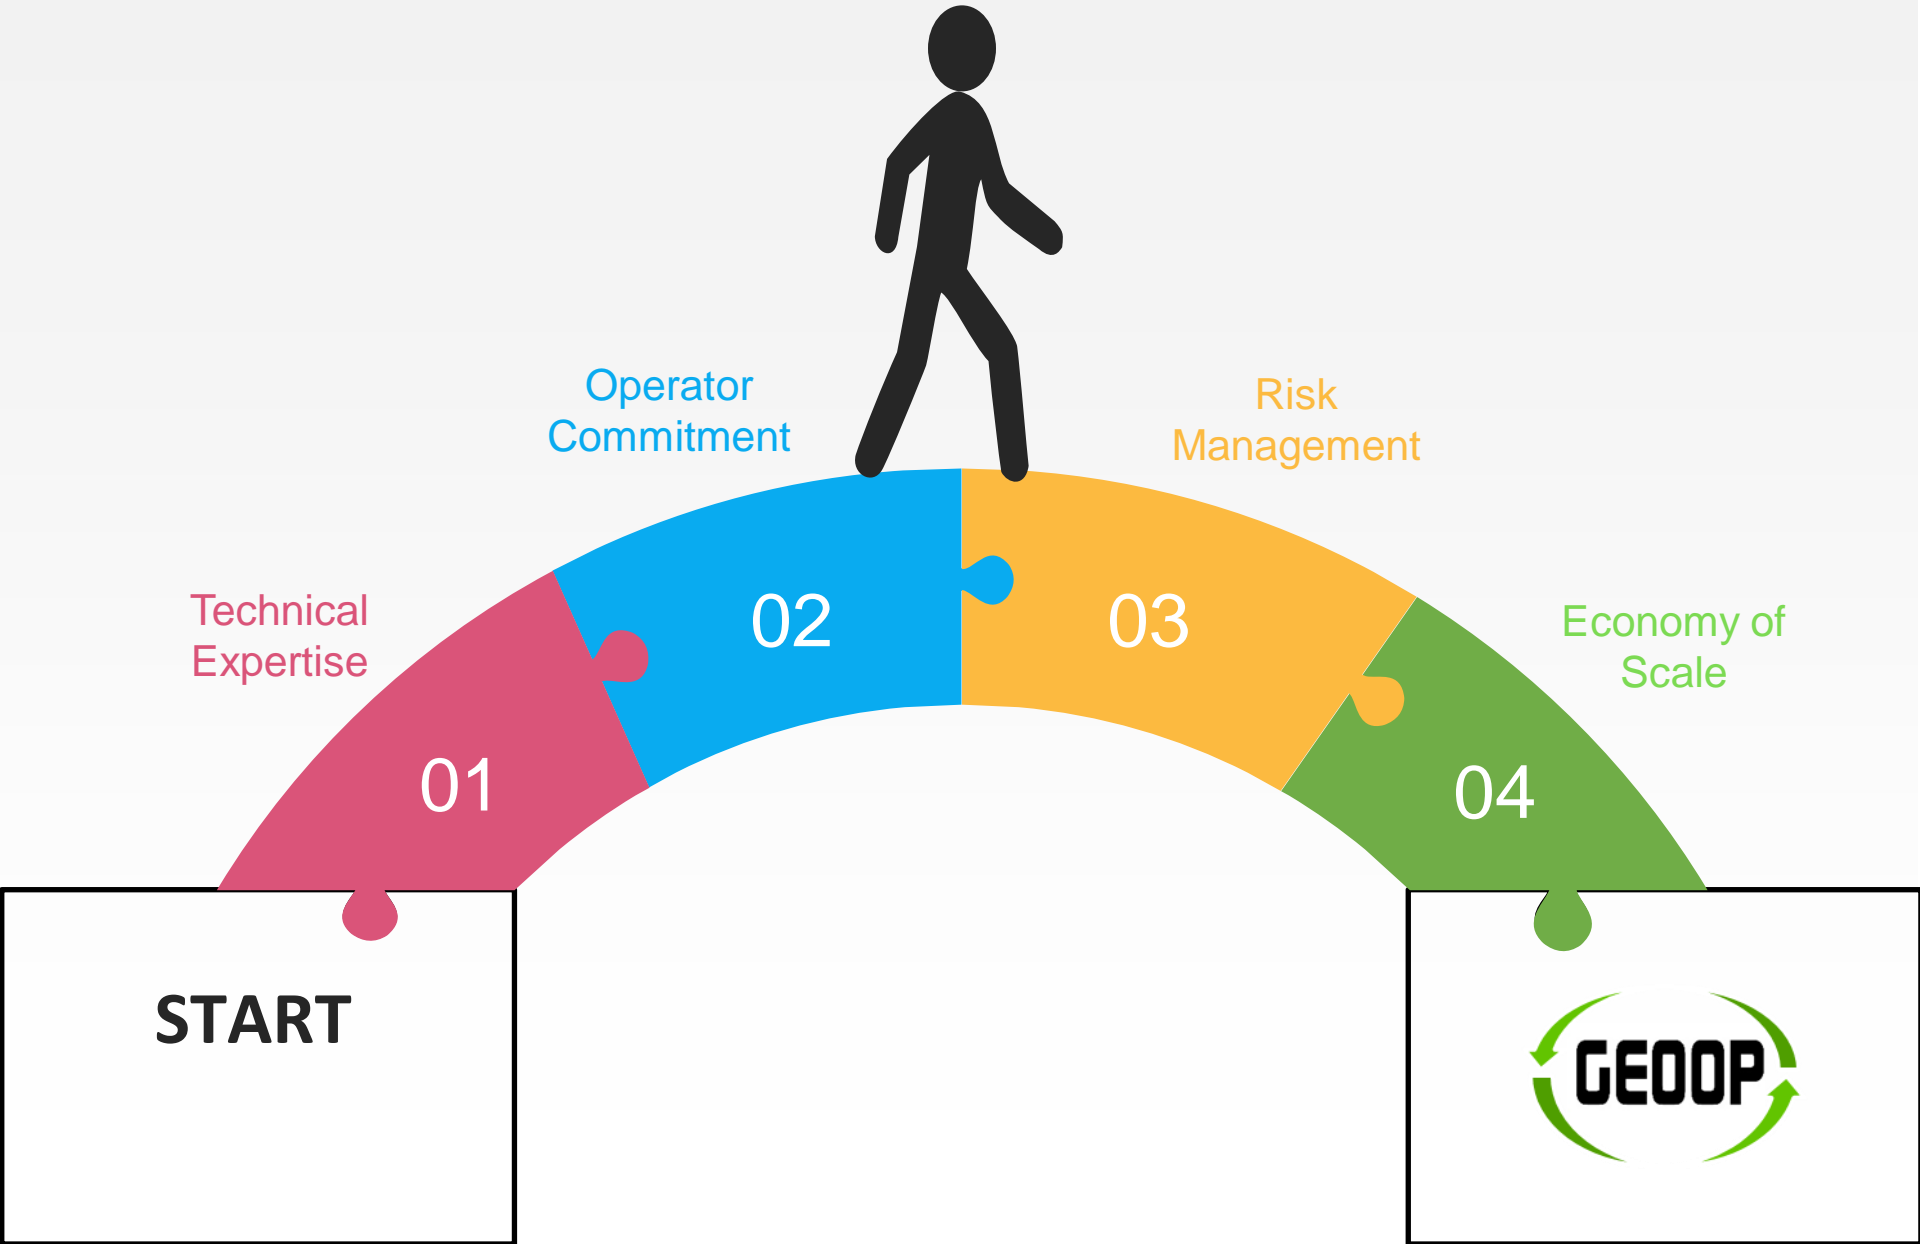 Operator
Commitment
Risk
Management
Technical
Expertise
Economy of
Scale
01
02
03
04
START
GEOOP